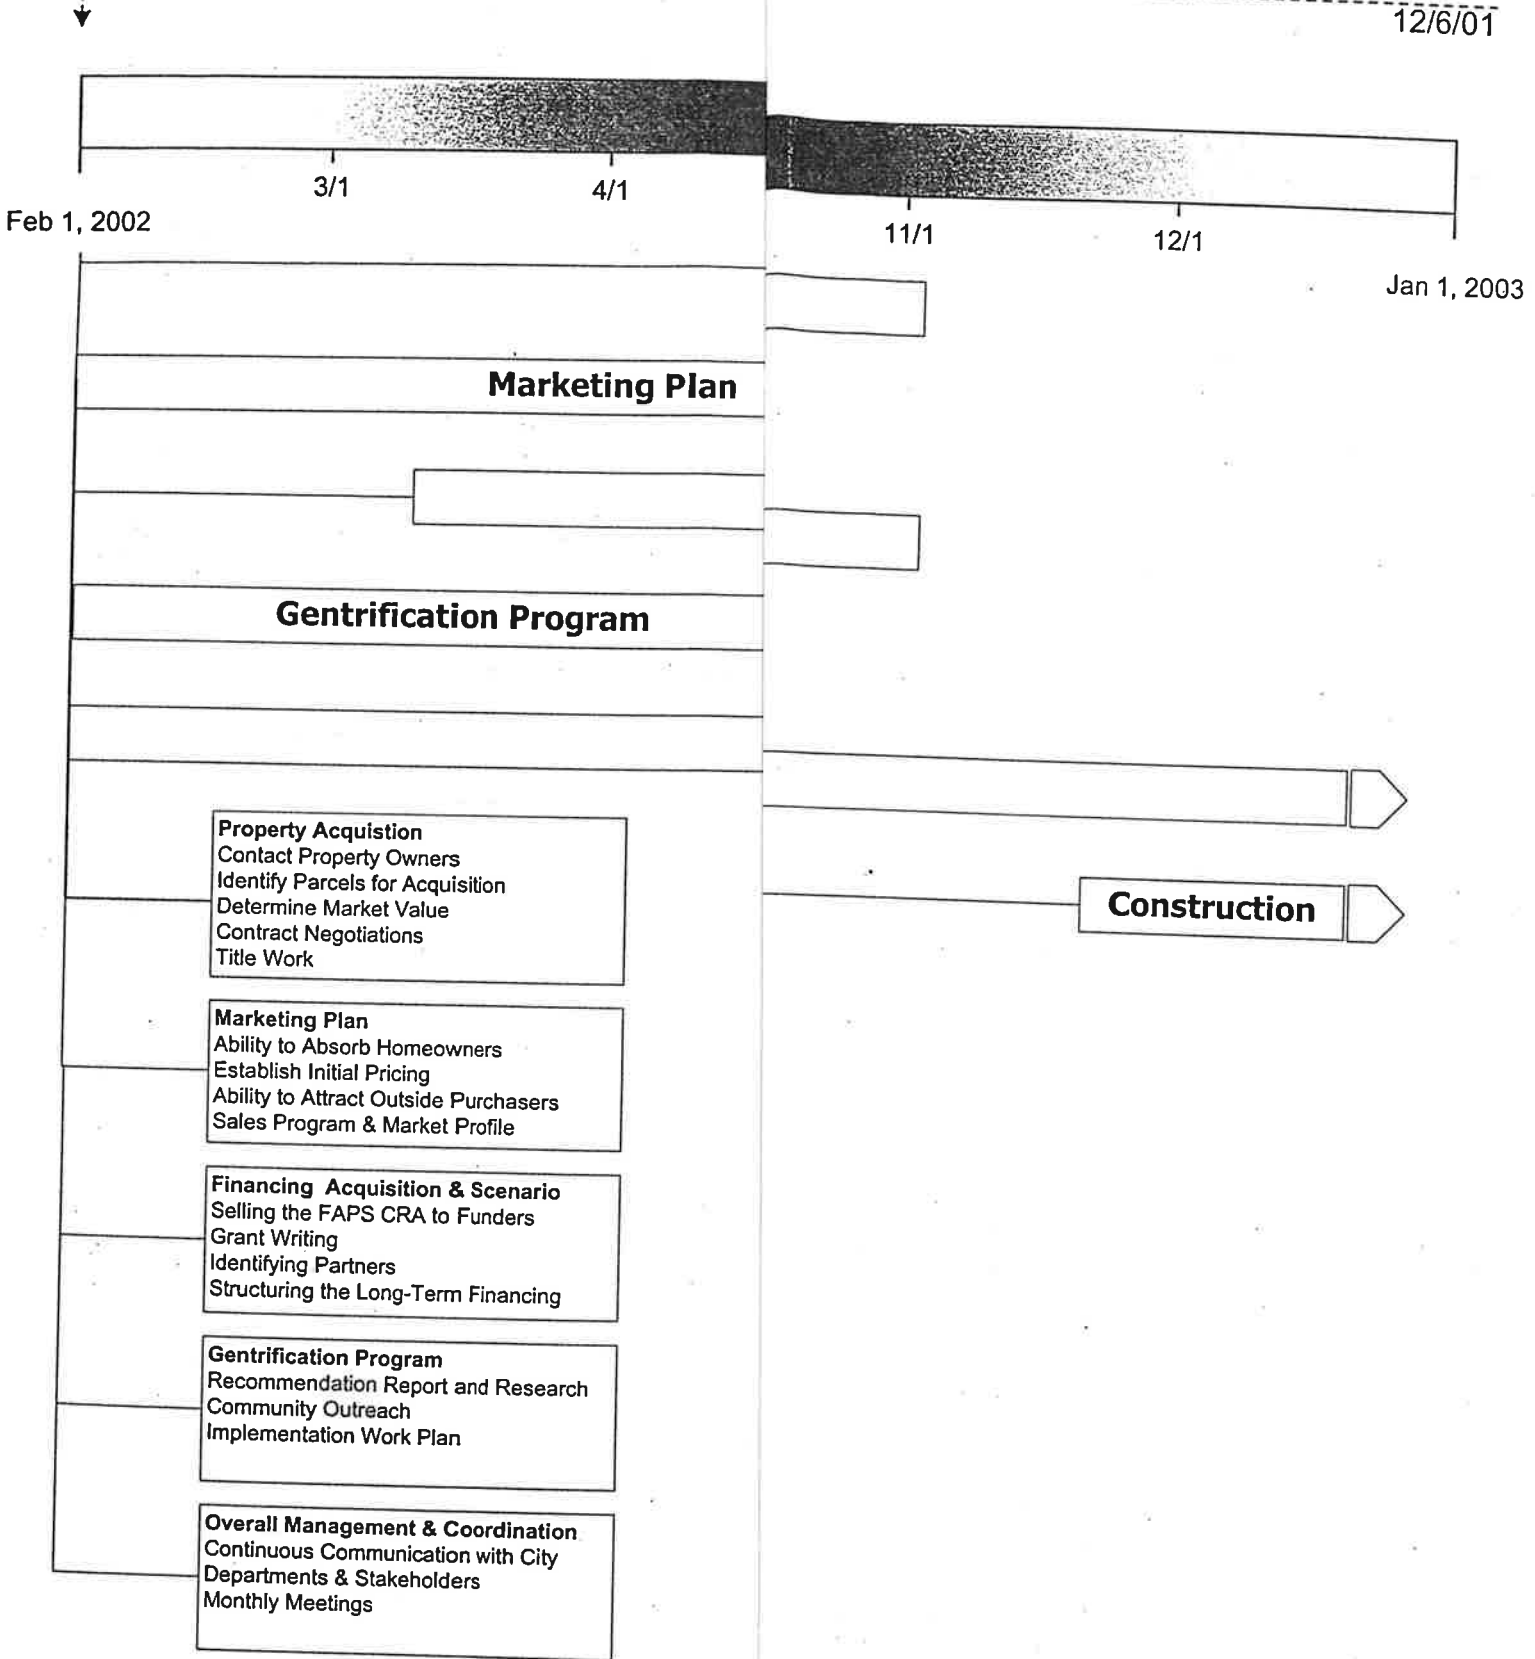 12/6/01
3/1
4/1
11/1
12/1
Feb 1, 2002
Jan 1, 2003
Marketing Plan
Gentrification Program
Construction
Property Acquistion
Contact Property Owners
Identify Parcels for Acquisition
Determine Market Value
Contract Negotiations
Title Work
Marketing Plan
Ability to Absorb Homeowners
Establish Initial Pricing
Ability to Attract Outside Purchasers
Sales Program & Market Profile
Financing Acquisition & Scenario
Selling the FAPS CRA to Funders
Grant Writing
Identifying Partners
Structuring the Long-Term Financing
Gentrification Program
Recommendation Report and Research
Community Outreach
Implementation Work Plan
Overall Management & Coordination
Continuous Communication with City
Departments & Stakeholders
Monthly Meetings